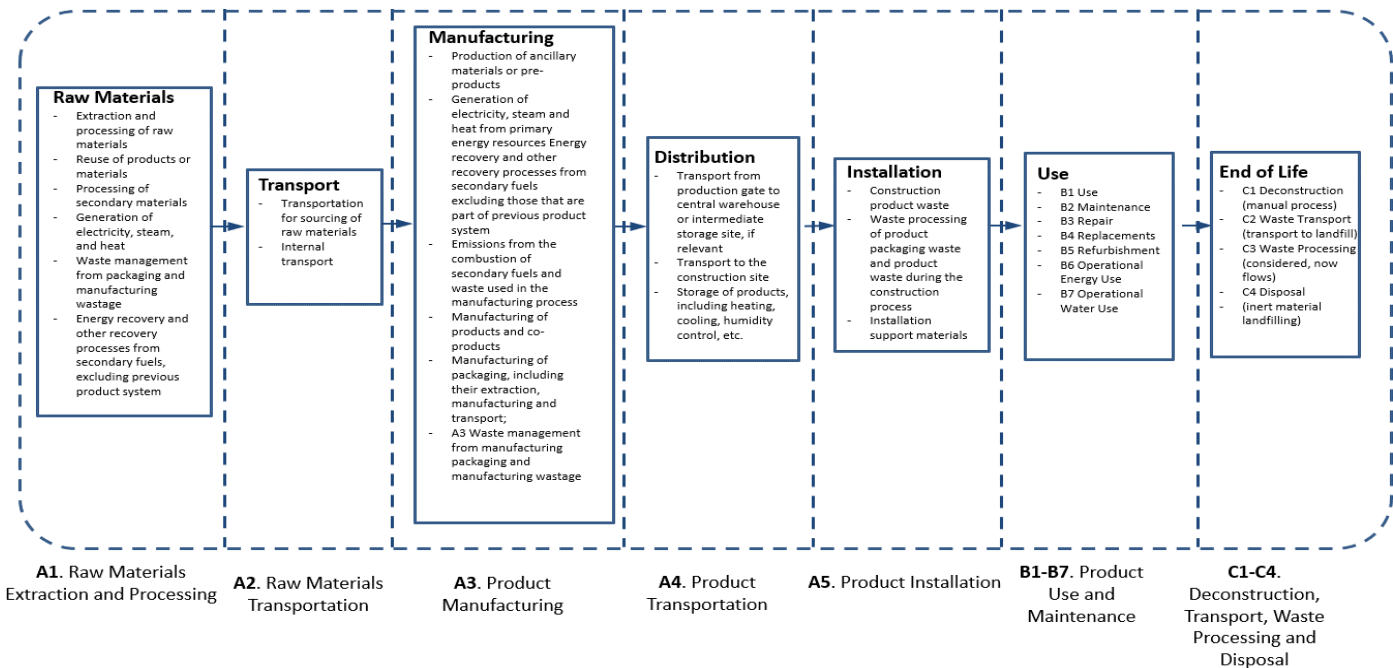 Raw Materials
- Extraction and
processing of raw
materials
- Reuse of products or
materials
- Processing of
secondary materials
- Generation of
electricity, steam,
and heat
- Waste management
from packaging and
manufacturing
wastage
- Energy recovery and
other recovery
processes from
secondary fuels,
excluding previous
product system
Transport
- Transportation
for sourcing of
raw materials
- Internal
transport
Manufacturing
- Production of ancillary
materials or pre-
products
- Generation of
electricity, steam and
heat from primary
energy resources Energy
recovery and other
recovery processes from
secondary fuels
excluding those that are
part of previous product
system
- Emissions from the
combustion of
secondary fuels and
waste used in the
manufacturing process
- Manufacturing of
products and co-
products
- Manufacturing of
packaging, including
their extraction,
manufacturing and
transport;
- A3 Waste management
from manufacturing
packaging and
manufacturing wastage
Distribution
- Transport from
production gate to
central warehouse
or intermediate
storage site, if
relevant
- Transport to the
construction site
- Storage of products,
including heating,
cooling, humidity
control, etc.
Installation
- Construction
product waste
- Waste processing
of product
packaging waste
and product
waste during the
construction
process
- Installation
support materials
Use
- B1 Use
- B2 Maintenance
- B3 Repair
- B4 Replacements
- B5 Refurbishment
- B6 Operational
Energy Use
- B7 Operational
Water Use
End of Life
- C1 Deconstruction
(manual process)
- C2 Waste Transport
(transport to landfill)
- C3 Waste Processing
(considered, now
flows)
- C4 Disposal
- (inert material
landfilling)
A1. Raw Materials
Extraction and Processing
A2. Raw Materials
Transportation
A3. Product
Manufacturing
A4. Product
Transportation
A5. Product Installation
B1-B7. Product
Use and
Maintenance
C1-C4.
Deconstruction,
Transport, Waste
Processing and
Disposal